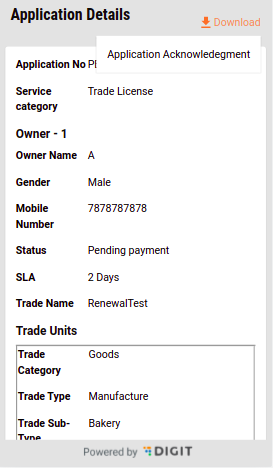 Application Details
Download
Application Acknowledegment
Application No
Service category Trade License
Owner - 1
Owner Name A
Gender Male
Mobile Number 7878787878
Status Pending payment
SLA 2 Days
Trade Name RenewalTest
Trade Units
Trade Category Goods
Trade Type Manufacture
Trade Sub-Type Bakery
Powered by DIGIT